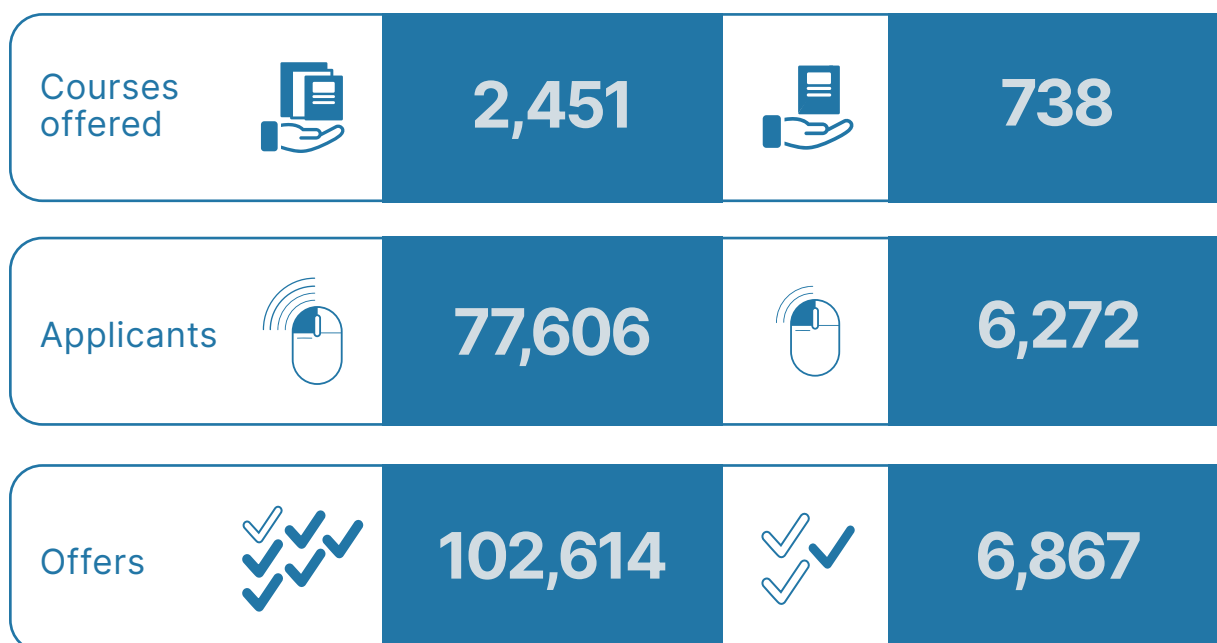 Courses
offered
2,451
738
Applicants
77,606
6,272
Offers
102,614
6,867